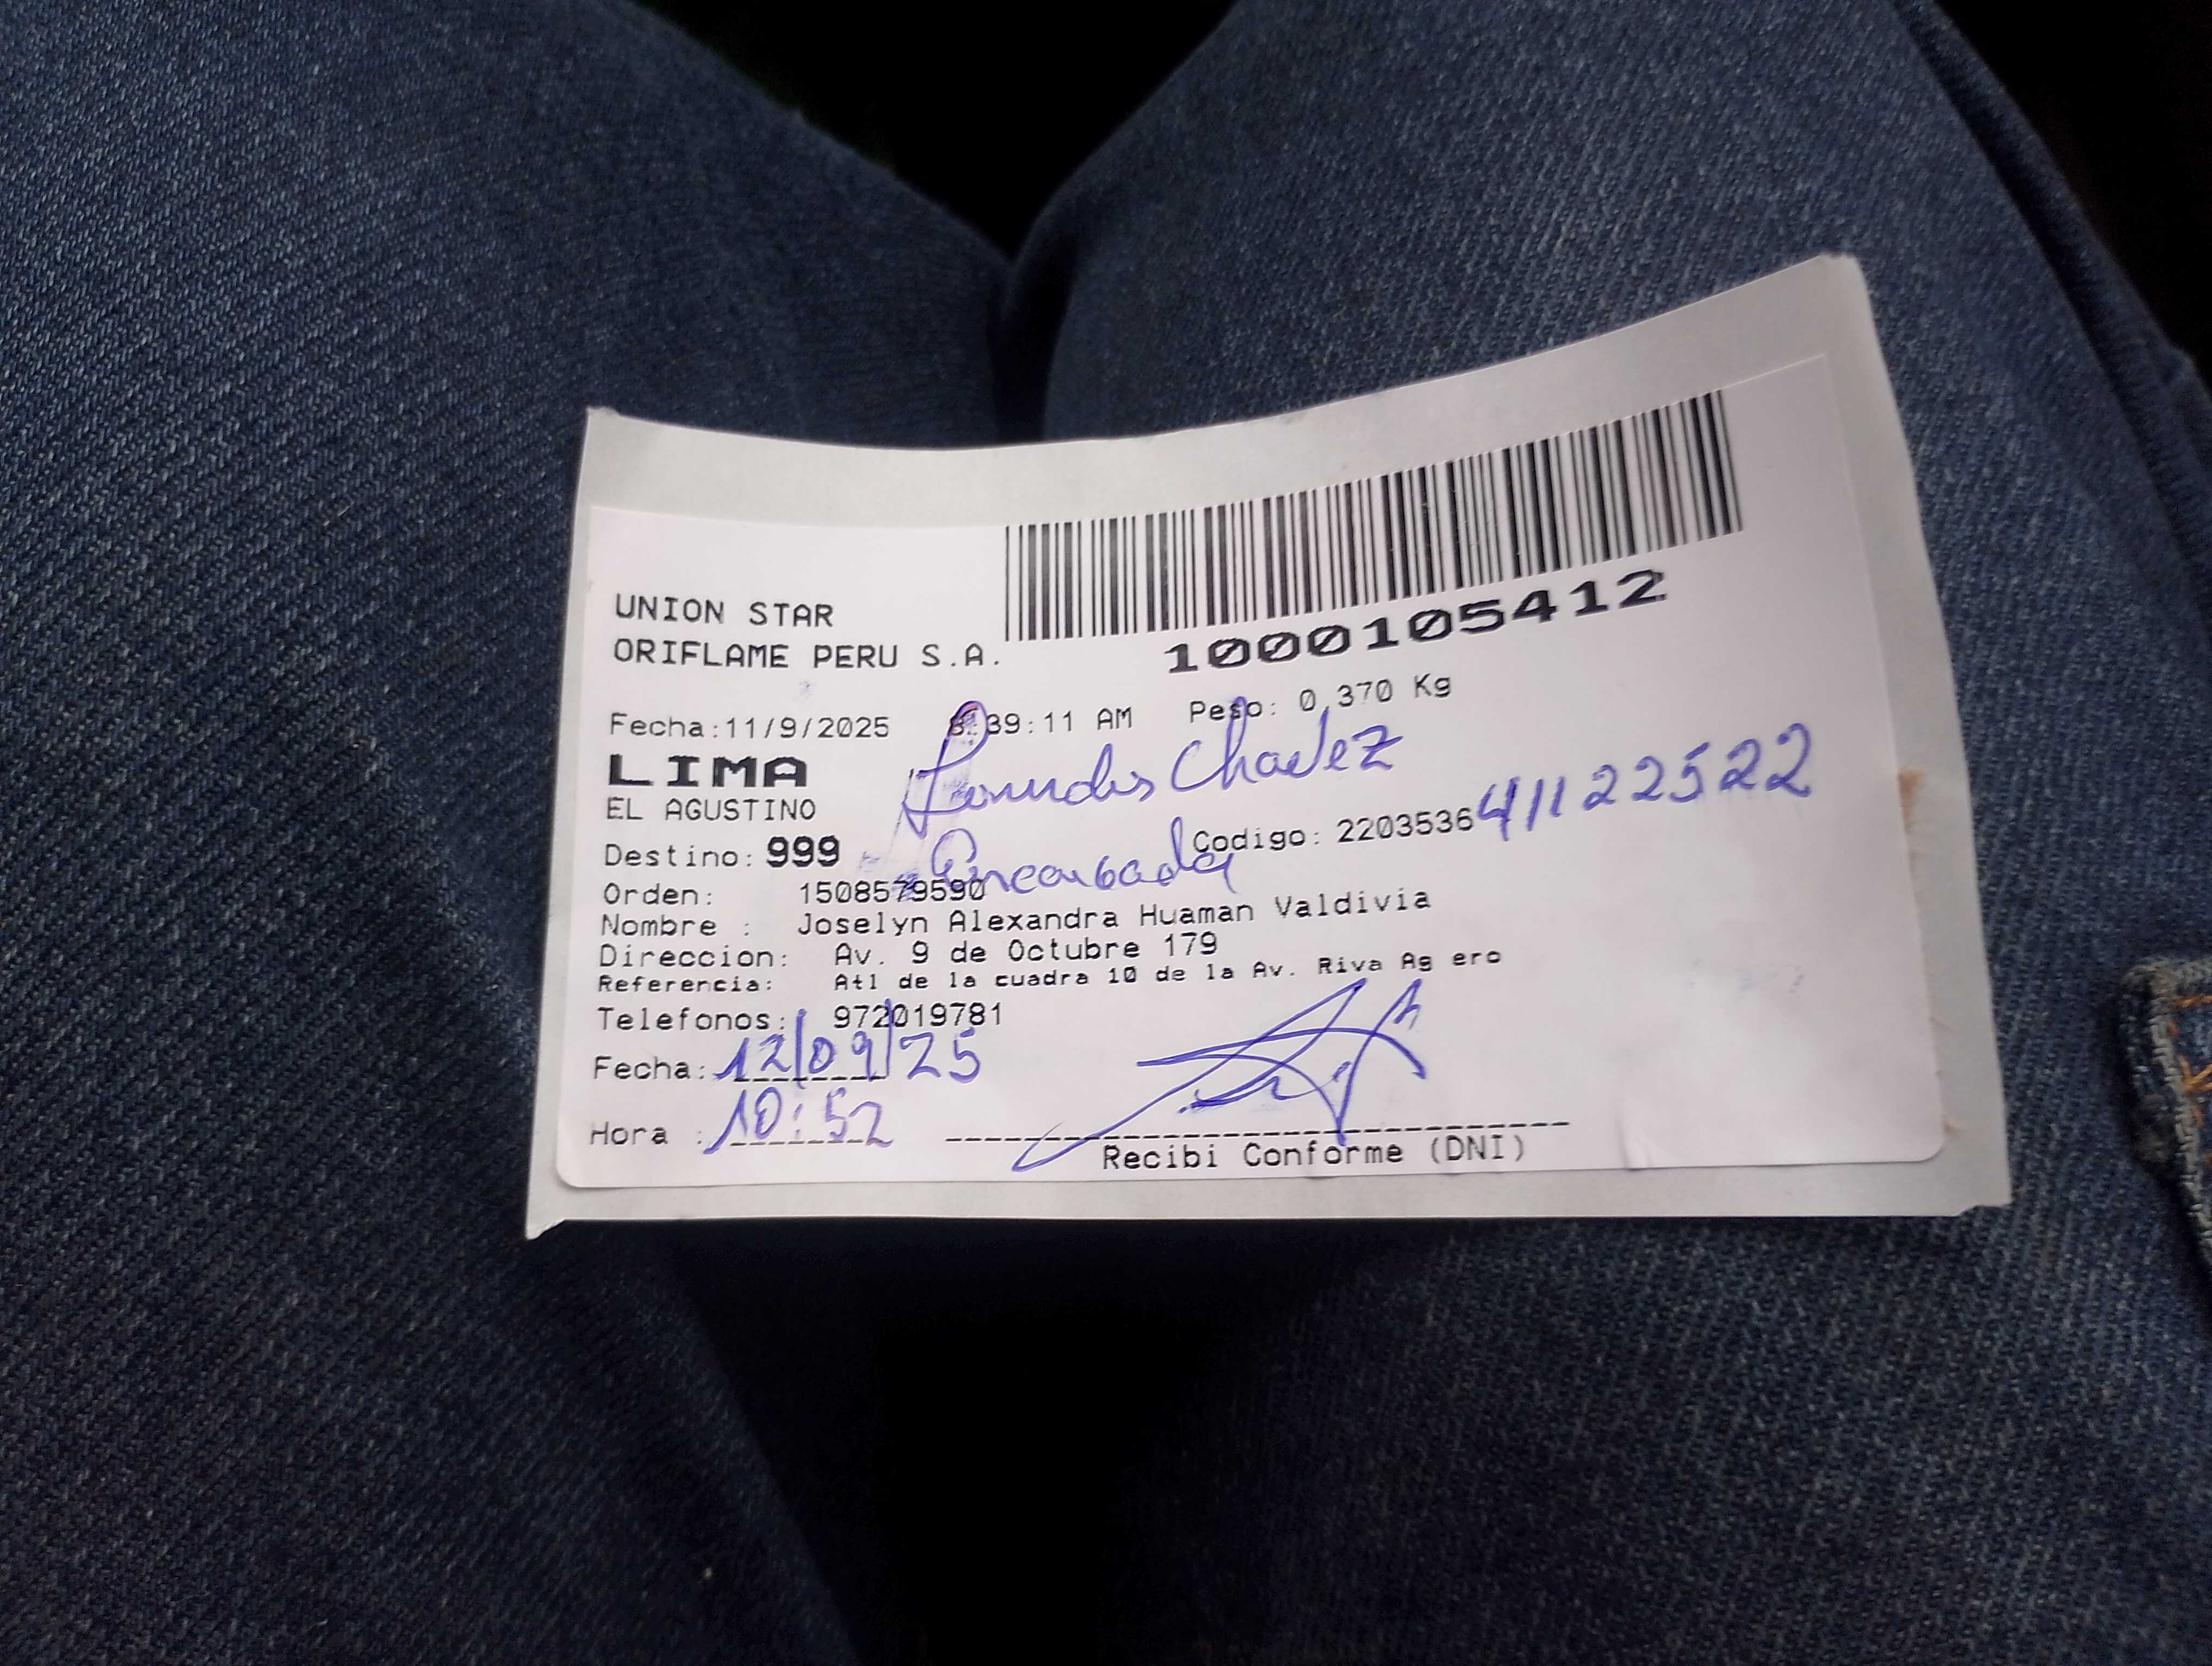 UNION STAR
ORIFLAME PERU S.A.
1000105412
Fecha:11/9/2025 8:39:11 AM Peso: 0,370 Kg
LIMA
Chavez
EL AGUSTINO
41122522
Destino: 999 Codigo: 2203536
Encargada
Orden: 1508579590
Nombre : Joselyn Alexandra Huaman Valdivia
Direccion: Av. 9 de Octubre 179
Referencia: Atl de la cuadra 10 de la Av. Riva Ag ero
Telefonos: 972019781
Fecha: 12/09/25
Hora : 10:52
Recibi Conforme (DNI)